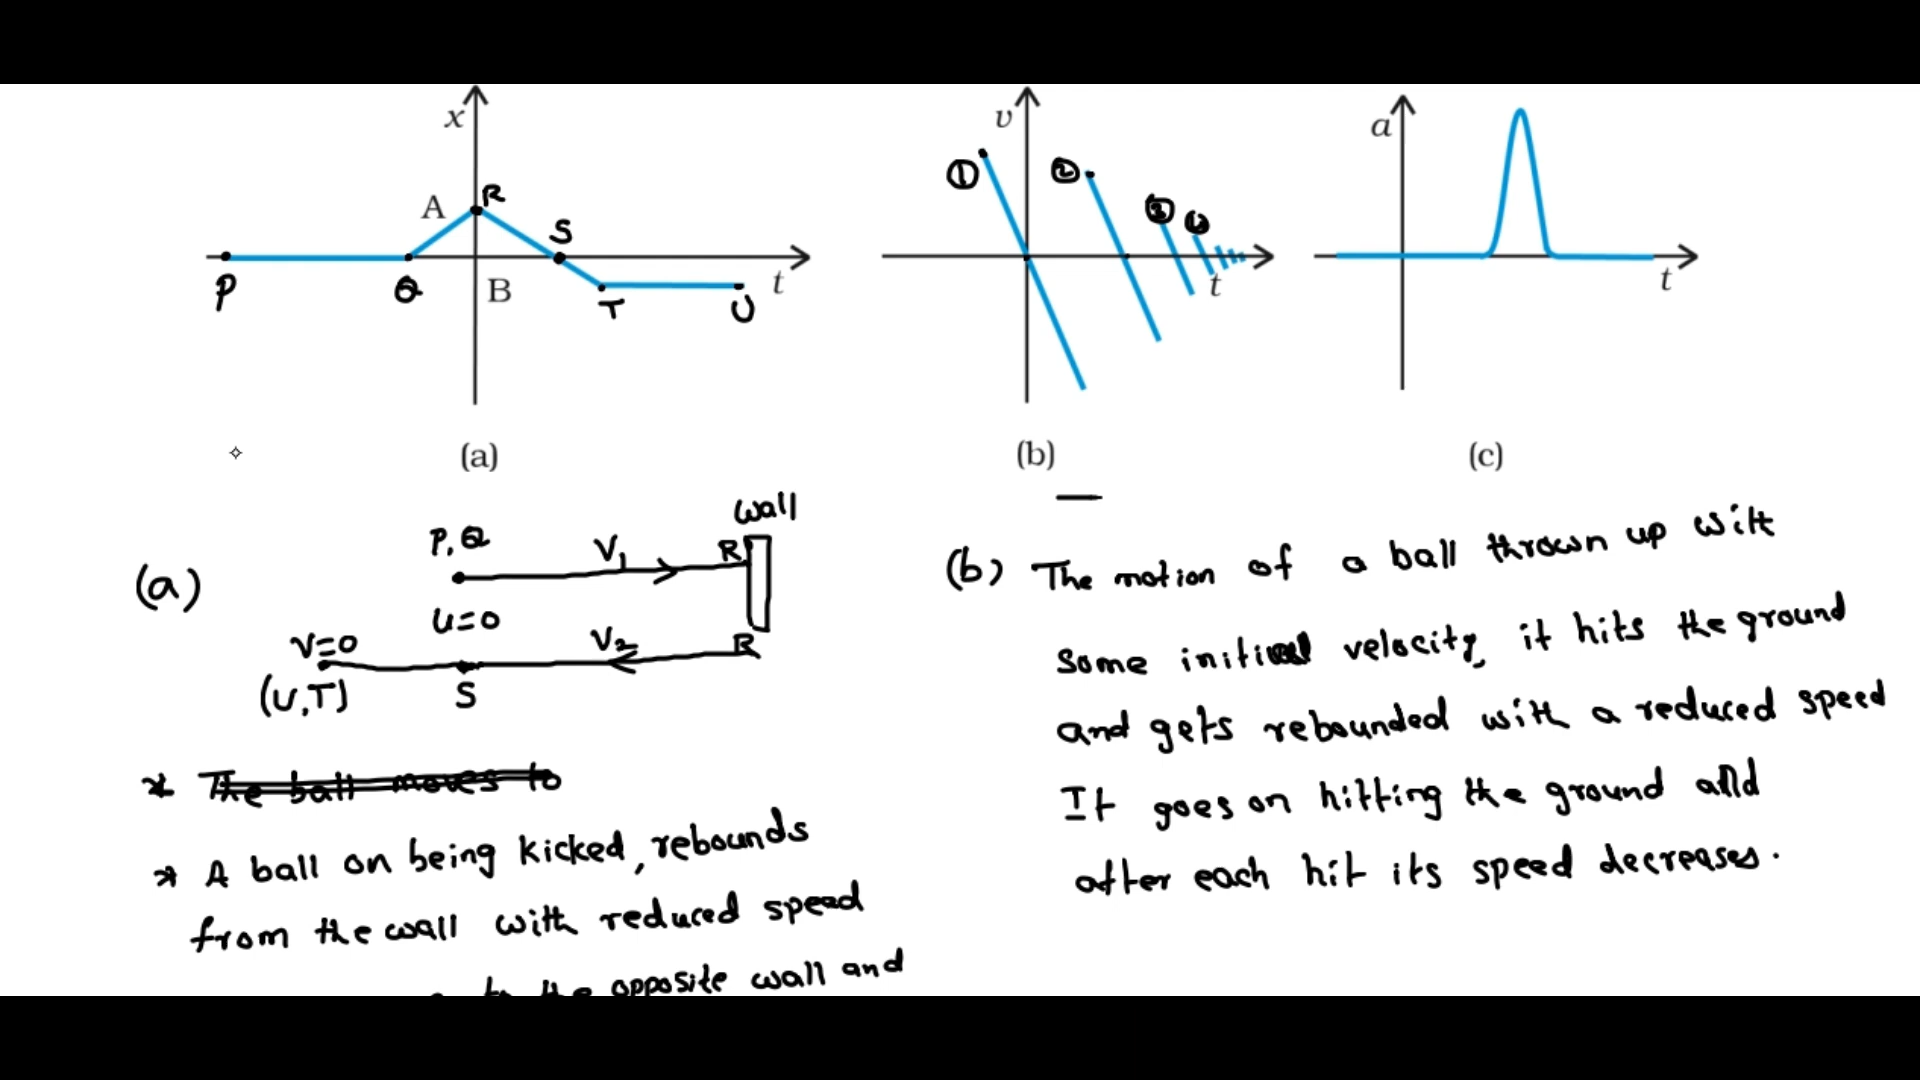 x
A R
S
P Q B T U t
(a)
v
① ② ③ ④
t
(b)
a
t
(c)
wall
P,Q V1 R
(a)
u=0
V=0 V2 R
(U,T) S
* The ball moves to
* A ball on being kicked, rebounds
from the wall with reduced speed
to the opposite wall and
(b) The motion of a ball thrown up with
Some initial velocity, it hits the ground
and gets rebounded with a reduced speed
It goes on hitting the ground and
after each hit its speed decreases.